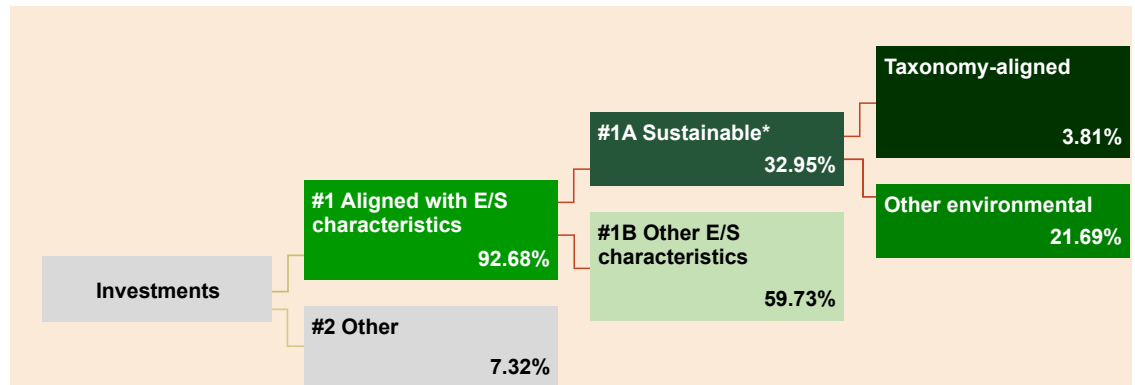 Investments
#1 Aligned with E/S
characteristics
92.68%
#2 Other
7.32%
#1A Sustainable*
32.95%
#1B Other E/S
characteristics
59.73%
Taxonomy-aligned
3.81%
Other environmental
21.69%